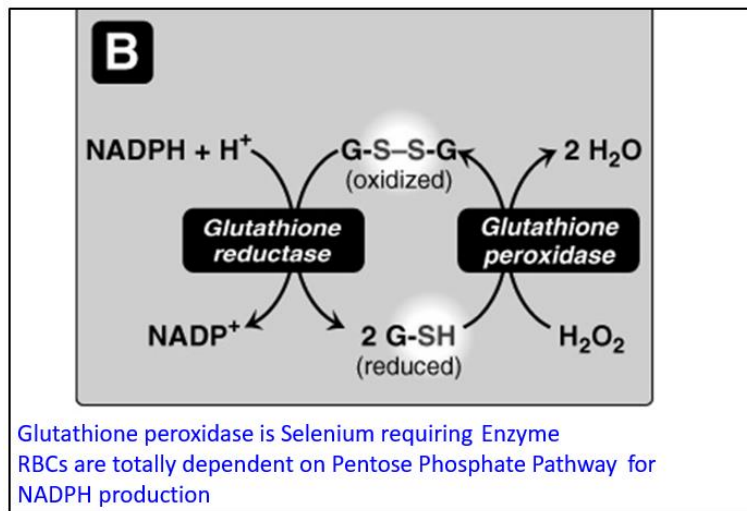 B
NADPH + H⁺
G-S–S-G
(oxidized)
2 H₂O
Glutathione
reductase
Glutathione
peroxidase
NADP⁺
2 G-SH
(reduced)
H₂O₂
Glutathione peroxidase is Selenium requiring Enzyme
RBCs are totally dependent on Pentose Phosphate Pathway for
NADPH production